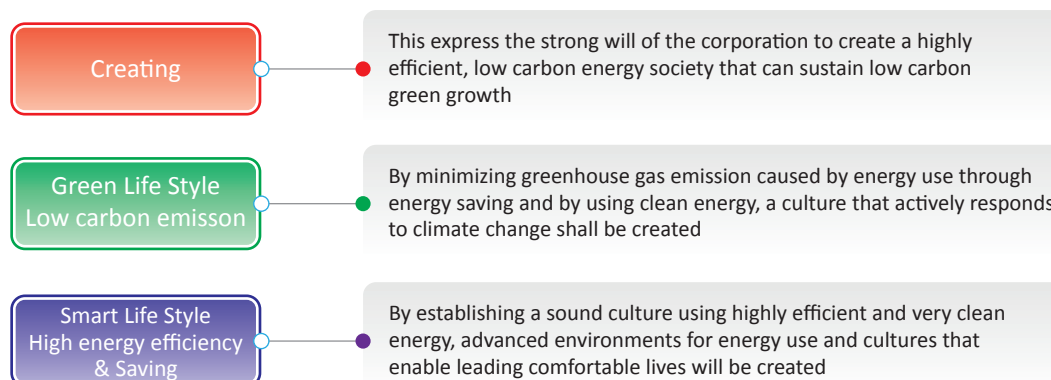 Creating
This express the strong will of the corporation to create a highly
efficient, low carbon energy society that can sustain low carbon
green growth
Green Life Style
Low carbon emisson
By minimizing greenhouse gas emission caused by energy use through
energy saving and by using clean energy, a culture that actively responds
to climate change shall be created
Smart Life Style
High energy efficiency
& Saving
By establishing a sound culture using highly efficient and very clean
energy, advanced environments for energy use and cultures that
enable leading comfortable lives will be created